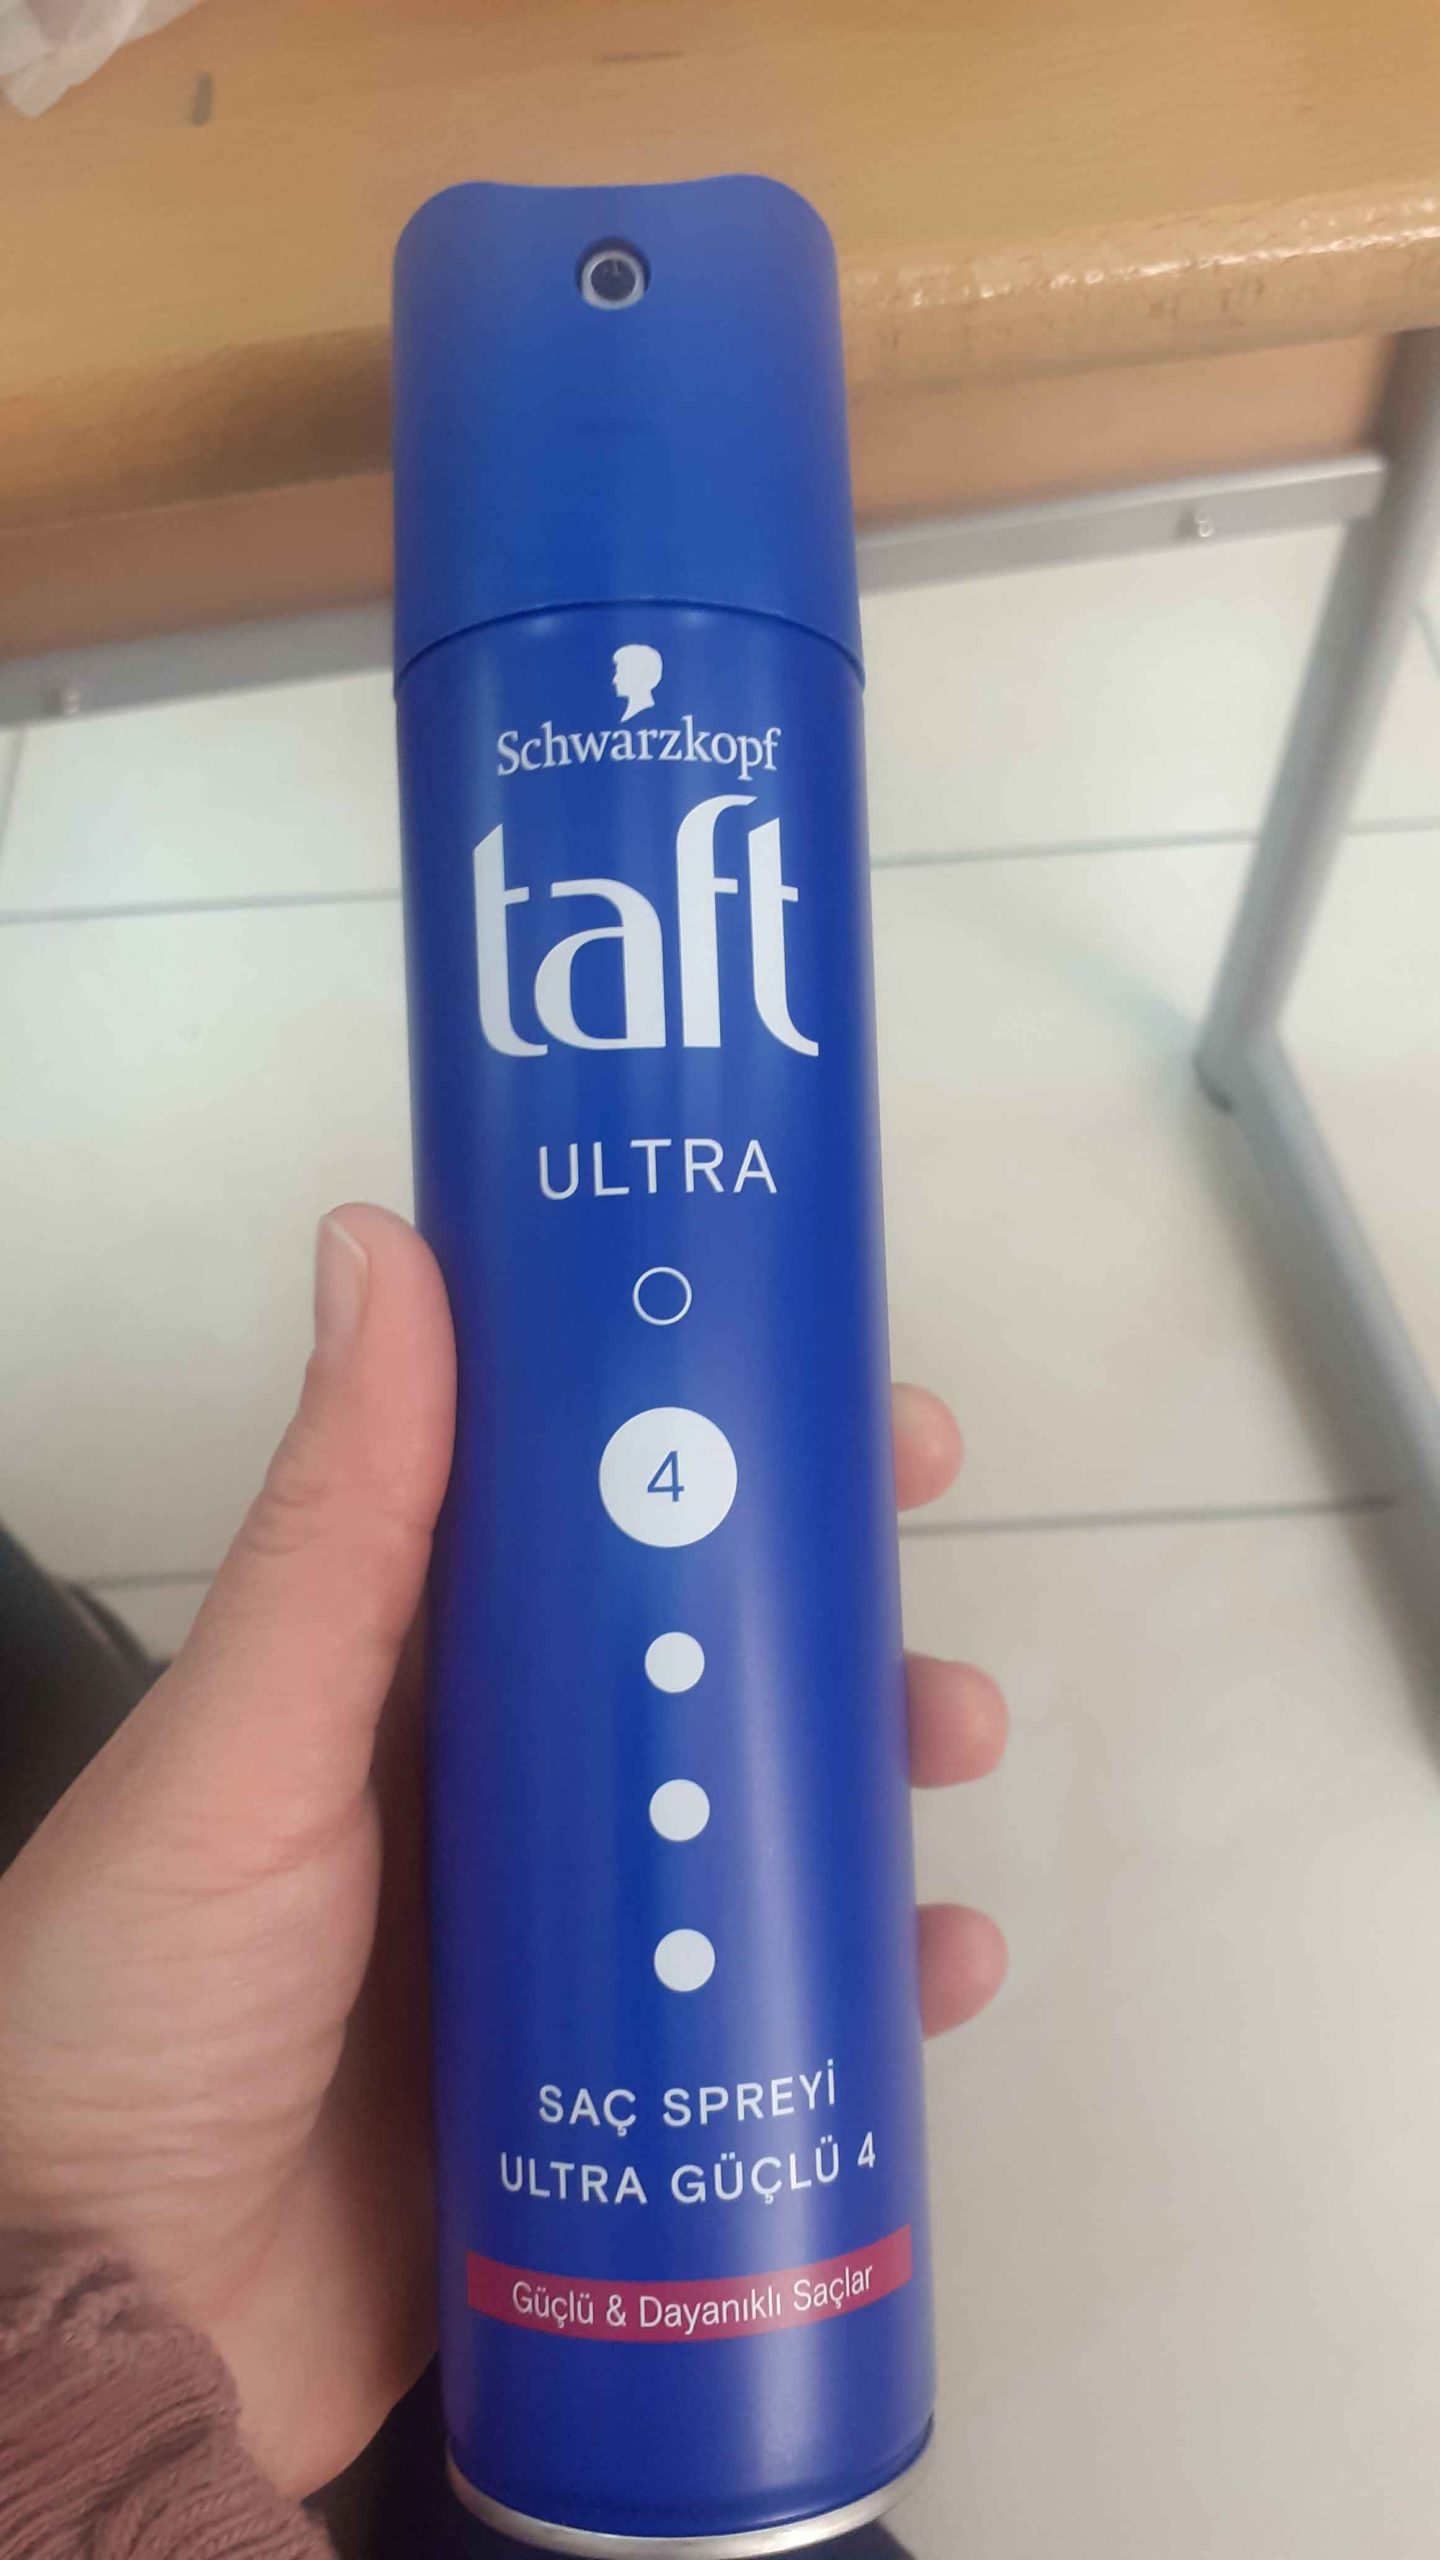 Schwarzkopf
taft
ULTRA
4
SAÇ SPREYİ
ULTRA GÜÇLÜ 4
Güçlü & Dayanıklı Saçlar